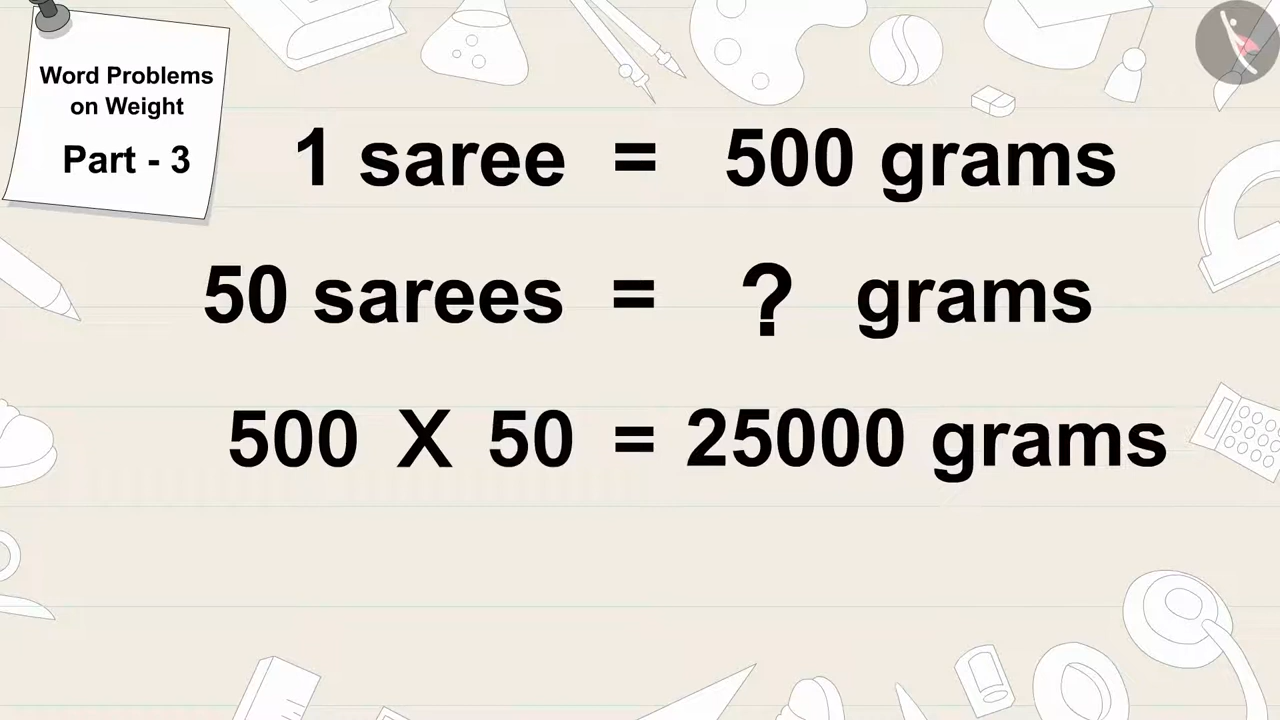 Word Problems
on Weight
Part - 3
1 saree = 500 grams
50 sarees = ? grams
500 X 50 = 25000 grams